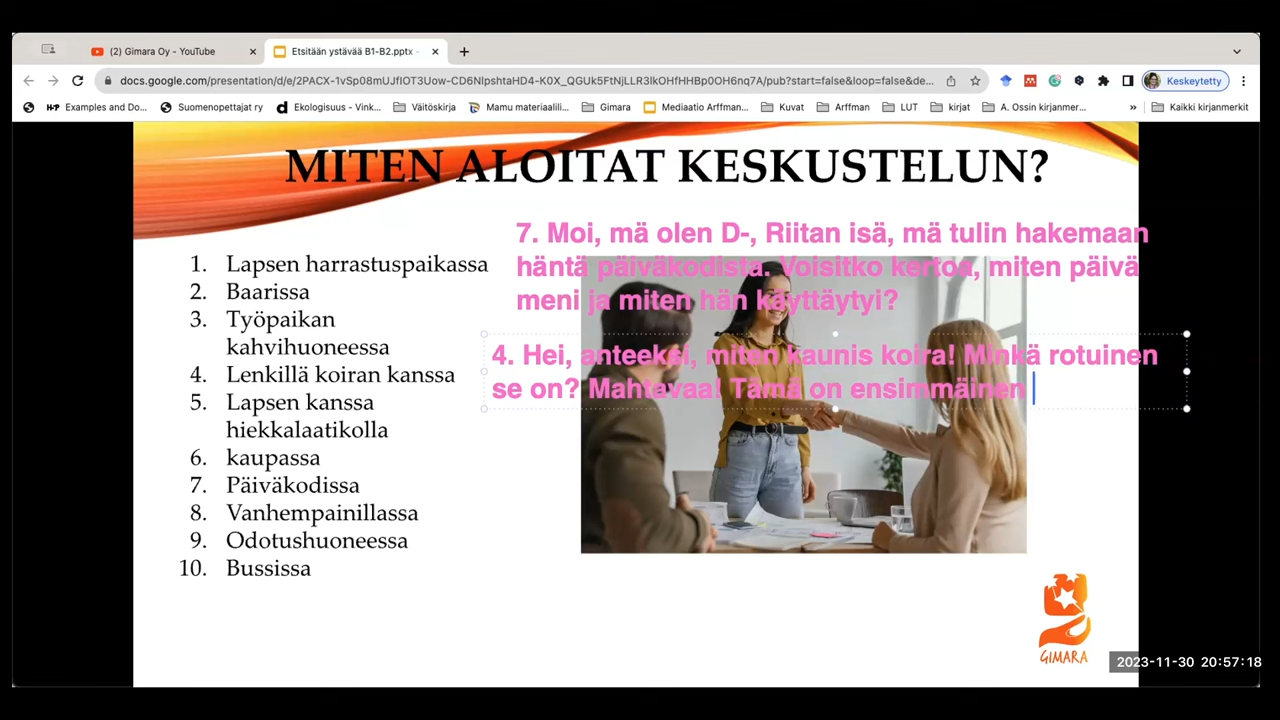 (2) Gimara Oy - YouTube
Etsitään ystävää B1-B2.pptx -
docs.google.com/presentation/d/e/2PACX-1vSp08mUJfIOT3Uow-CD6NlpshtaHD4-K0X_QGUk5FtNjLLR3lkOHfHHBp0OH6nq7A/pub?start=false&loop=false&de...
Keskeytetty
Examples and Do... Suomenopettajat ry Ekologisuus - Vink... Väitöskirja Mamu materiaalil... Gimara Mediaatio Arffman... Kuvat Arffman LUT kirjat A. Ossin kirjanmer... » Kaikki kirjanmerkit
MITEN ALOITAT KESKUSTELUN?
1. Lapsen harrastuspaikassa
2. Baarissa
3. Työpaikan
kahvihuoneessa
4. Lenkillä koiran kanssa
5. Lapsen kanssa
hiekkalaatikolla
6. kaupassa
7. Päiväkodissa
8. Vanhempainillassa
9. Odotushuoneessa
10. Bussissa
7. Moi, mä olen D-, Riitan isä, mä tulin hakemaan
häntä päiväkodista. Voisitko kertoa, miten päivä
meni ja miten hän käyttäytyi?
4. Hei, anteeksi, miten kaunis koira! Minkä rotuinen
se on? Mahtavaa! Tämä on ensimmäinen
GIMARA
2023-11-30 20:57:18